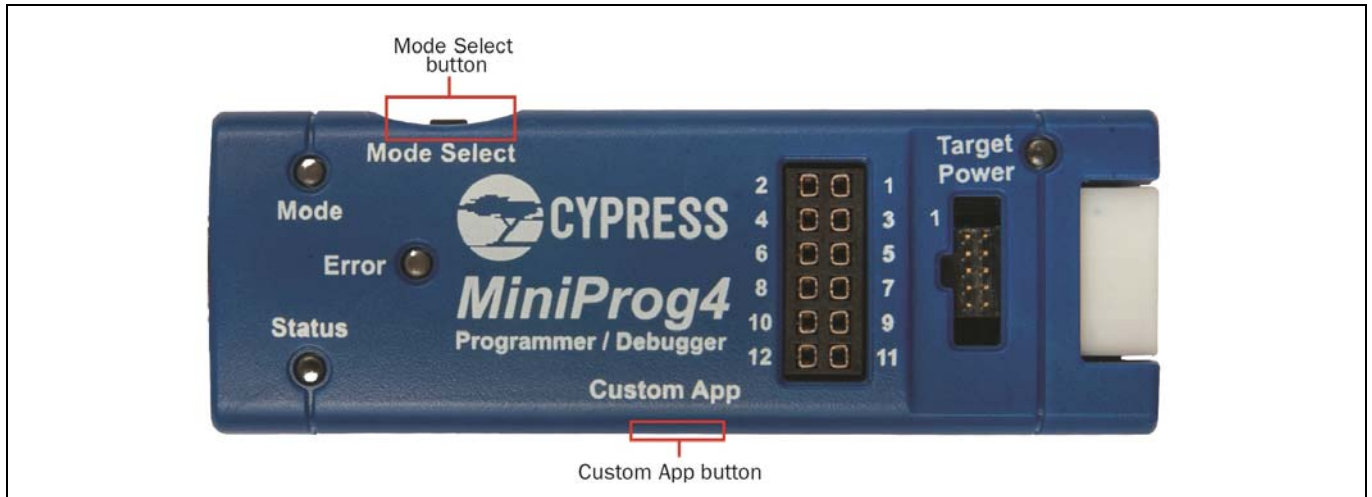 Mode Select
button
Mode Select
Target
Power
Mode
CYPRESS
2 1
4 3
1
6 5
Error
8 7
MiniProg4
Status
10 9
Programmer / Debugger
12 11
Custom App
Custom App button